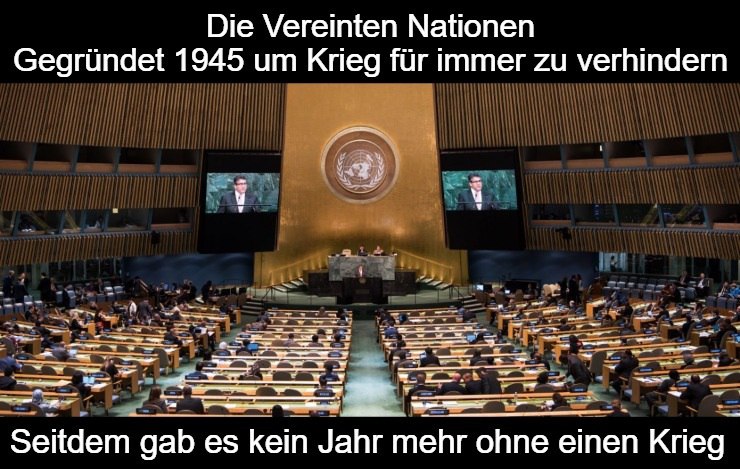 Die Vereinten Nationen
Gegründet 1945 um Krieg für immer zu verhindern
Seitdem gab es kein Jahr mehr ohne einen Krieg